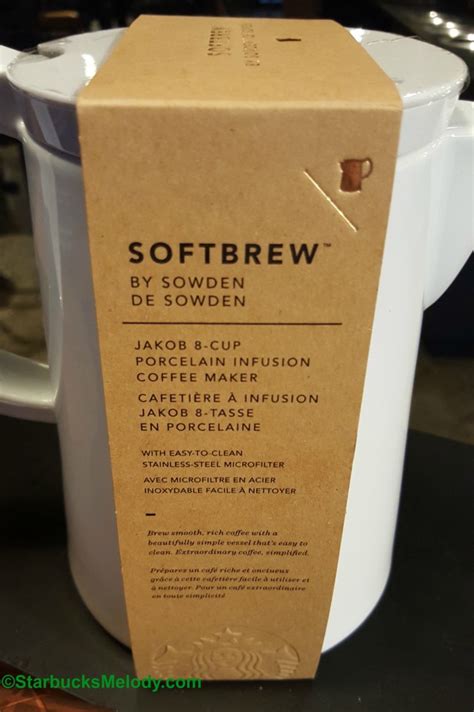 SOFTBREW
BY SOWDEN
SOFTBREW™
BY SOWDEN
DE SOWDEN
JAKOB 8-CUP
PORCELAIN INFUSION
COFFEE MAKER
CAFETIÈRE À INFUSION
JAKOB 8-TASSE
EN PORCELAINE
WITH EASY-TO-CLEAN
STAINLESS-STEEL MICROFILTER
AVEC MICROFILTRE EN ACIER
INOXYDABLE FACILE À NETTOYER
Brew smooth, rich coffee with a
beautifully simple vessel that's easy to
clean. Extraordinary coffee, simplified.
Préparez un café riche et onctueux
grâce à cette cafetière facile à utiliser et
à nettoyer. Pour un café extraordinaire
en toute simplicité
©StarbucksMelody.com